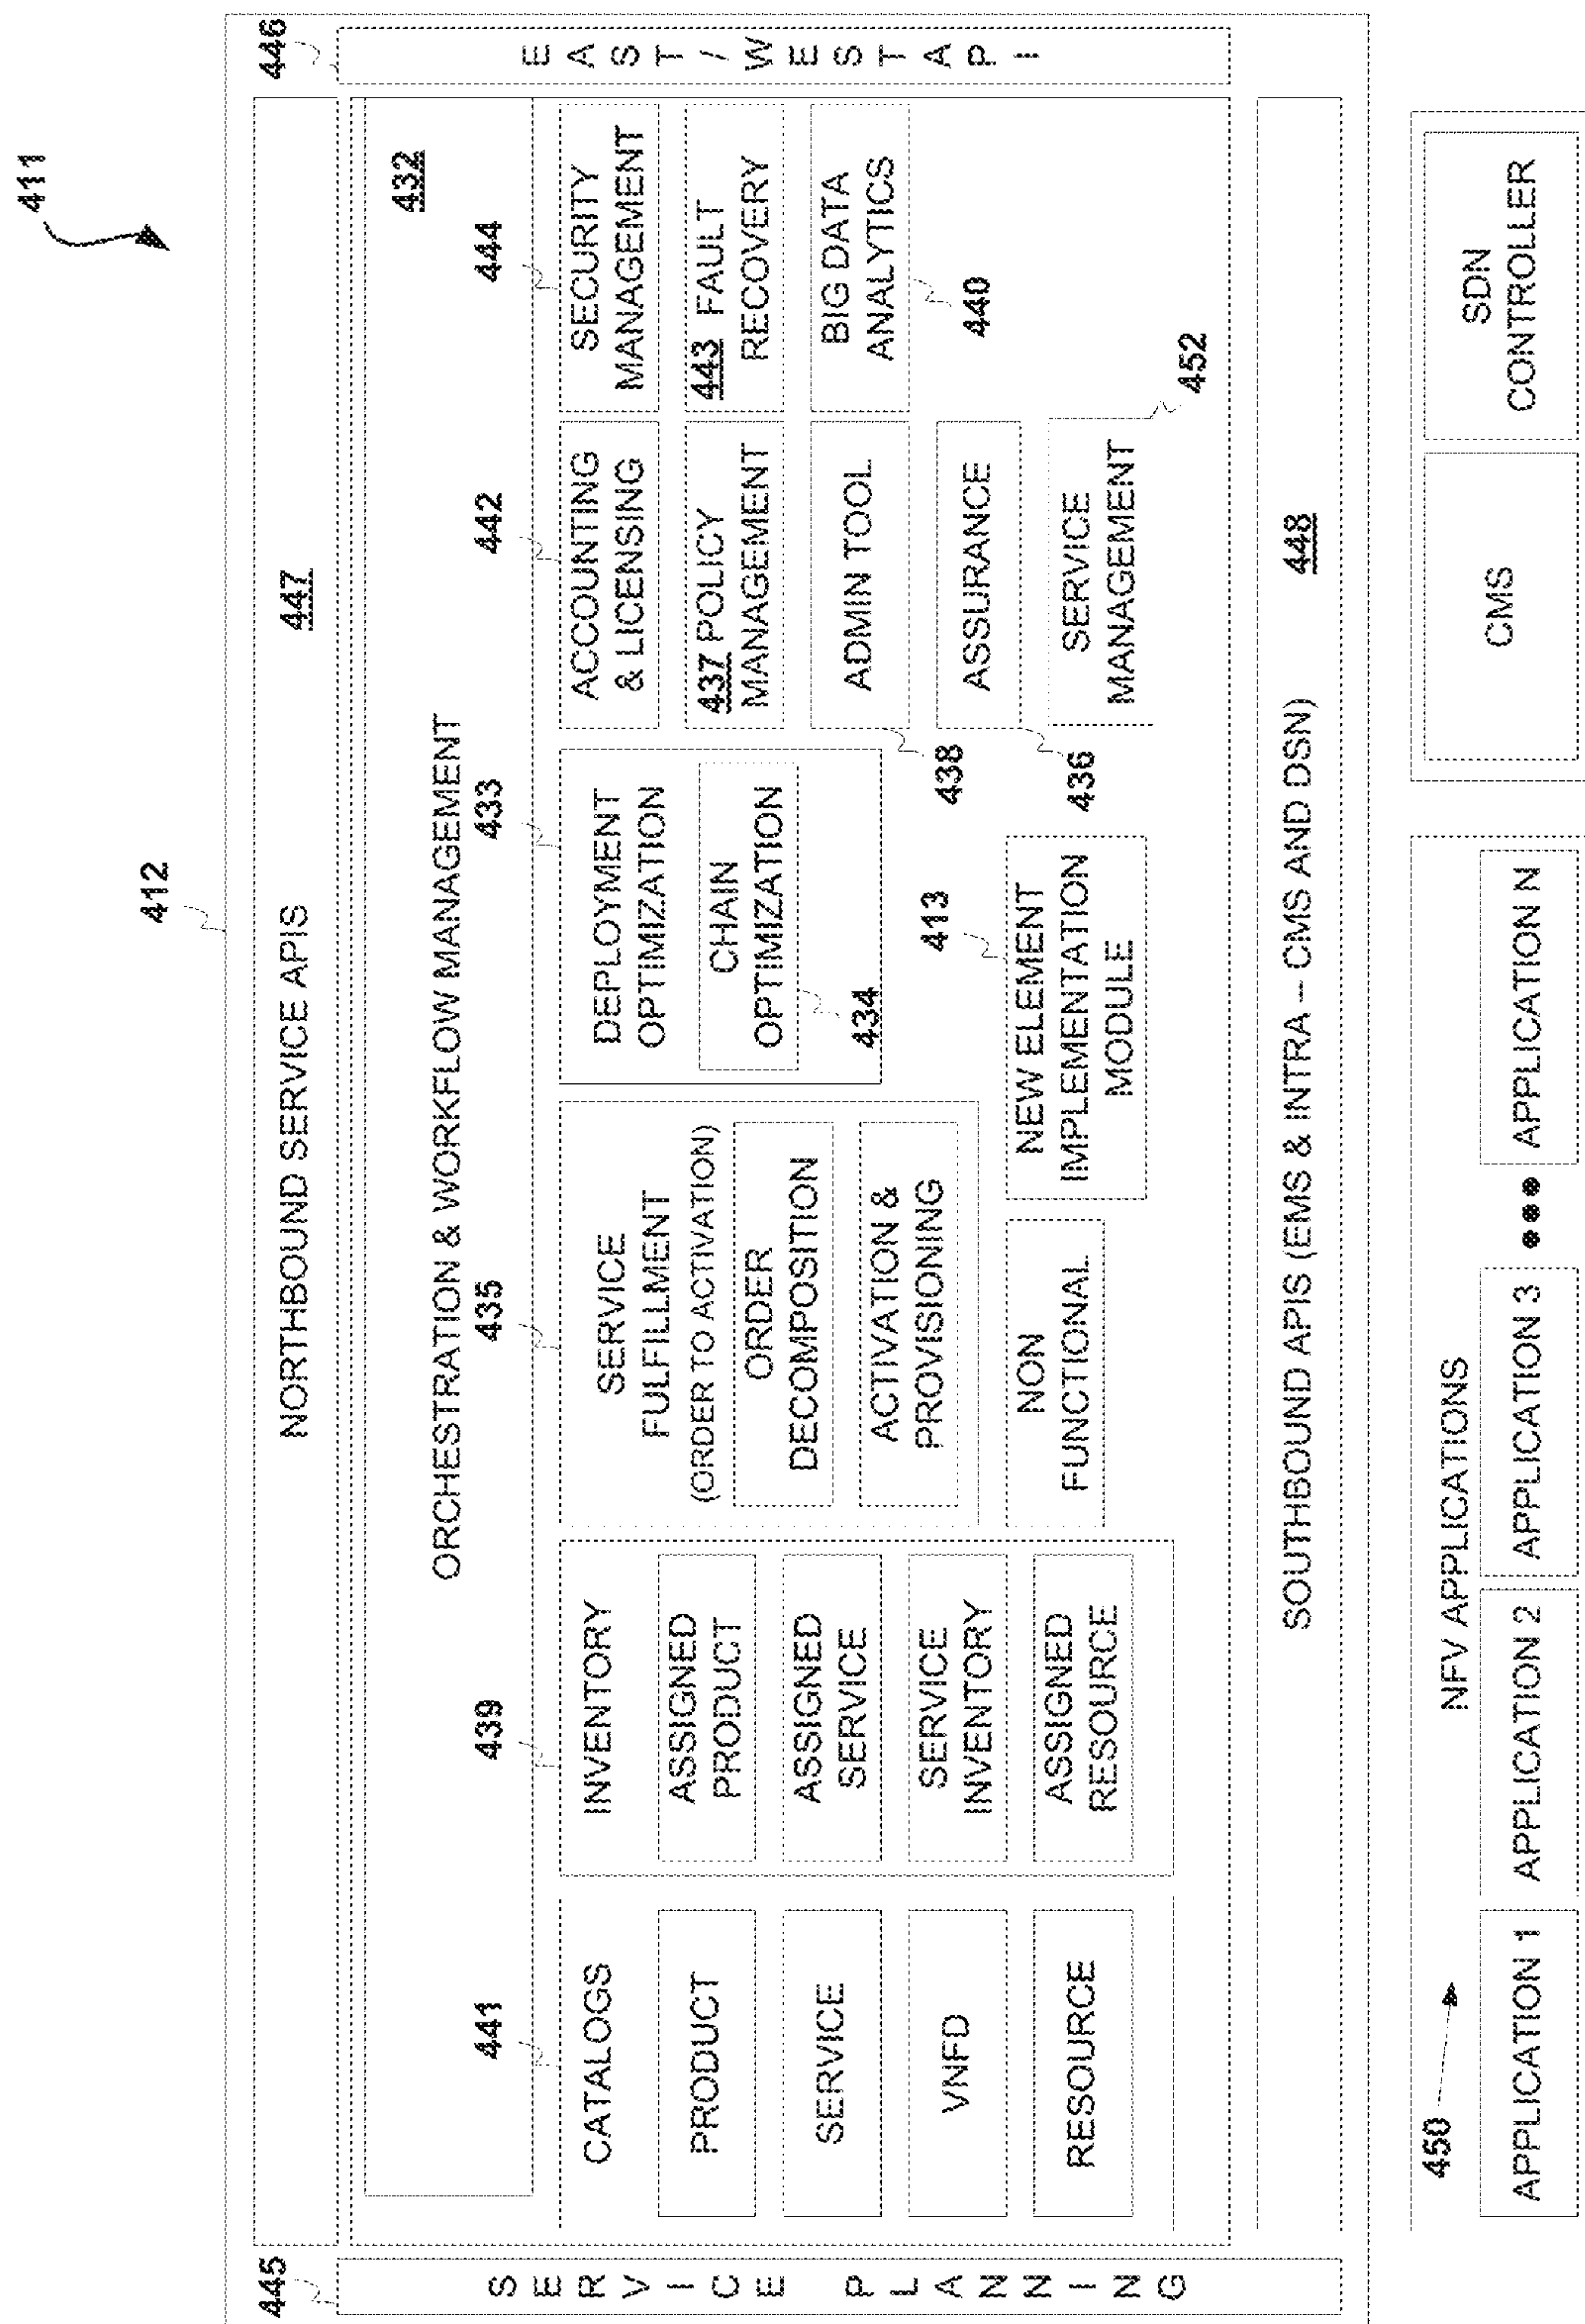 411
412
446
445
447
NORTHBOUND SERVICE APIS
EAST/WEST API
SERVICE PLANNING
432
ORCHESTRATION & WORKFLOW MANAGEMENT
441
CATALOGS
PRODUCT
SERVICE
VNFD
RESOURCE
439
INVENTORY
ASSIGNED
PRODUCT
ASSIGNED
SERVICE
SERVICE
INVENTORY
ASSIGNED
RESOURCE
435
SERVICE
FULFILLMENT
(ORDER TO ACTIVATION)
ORDER
DECOMPOSITION
ACTIVATION &
PROVISIONING
NON
FUNCTIONAL
433
DEPLOYMENT
OPTIMIZATION
CHAIN
OPTIMIZATION
434
413
NEW ELEMENT
IMPLEMENTATION
MODULE
442
ACCOUNTING
& LICENSING
437 POLICY
MANAGEMENT
ADMIN TOOL
438
ASSURANCE
436
SERVICE
MANAGEMENT
452
444
SECURITY
MANAGEMENT
443 FAULT
RECOVERY
BIG DATA
ANALYTICS
440
SOUTHBOUND APIS (EMS & INTRA – CMS AND DSN)
448
450
NFV APPLICATIONS
APPLICATION 1
APPLICATION 2
APPLICATION 3
APPLICATION N
CMS
SDN
CONTROLLER